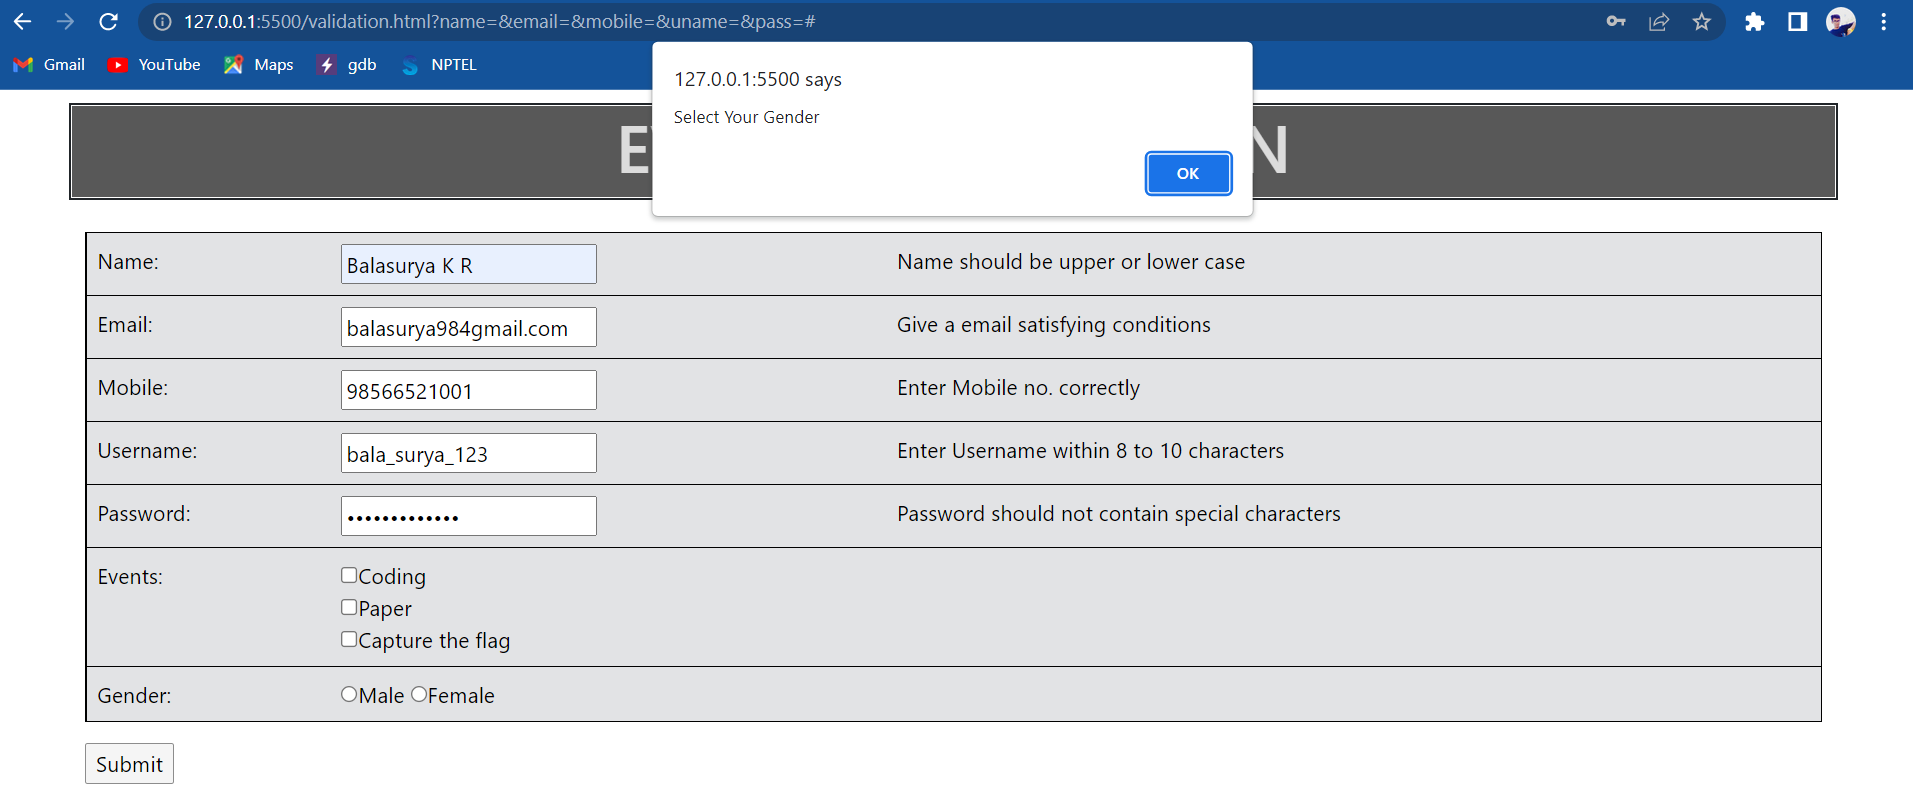 127.0.0.1:5500/validation.html?name=&email=&mobile=&uname=&pass=#
Gmail YouTube Maps gdb NPTEL
127.0.0.1:5500 says
Select Your Gender
OK
Name: Balasurya K R Name should be upper or lower case
Email: balasurya984gmail.com Give a email satisfying conditions
Mobile: 98566521001 Enter Mobile no. correctly
Username: bala_surya_123 Enter Username within 8 to 10 characters
Password: ••••••••••••• Password should not contain special characters
Events: Coding
Paper
Capture the flag
Gender: Male Female
Submit